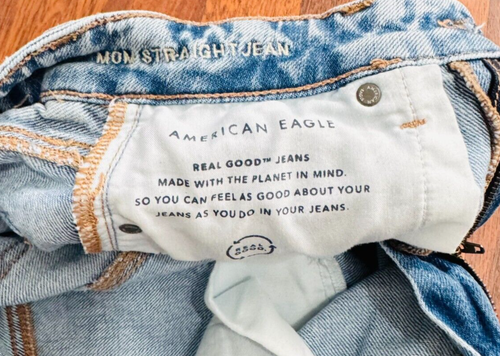 MOM STRAIGHT JEAN
AMERICAN EAGLE
REAL GOOD™ JEANS
MADE WITH THE PLANET IN MIND.
SO YOU CAN FEEL AS GOOD ABOUT YOUR
JEANS AS YOU DO IN YOUR JEANS.